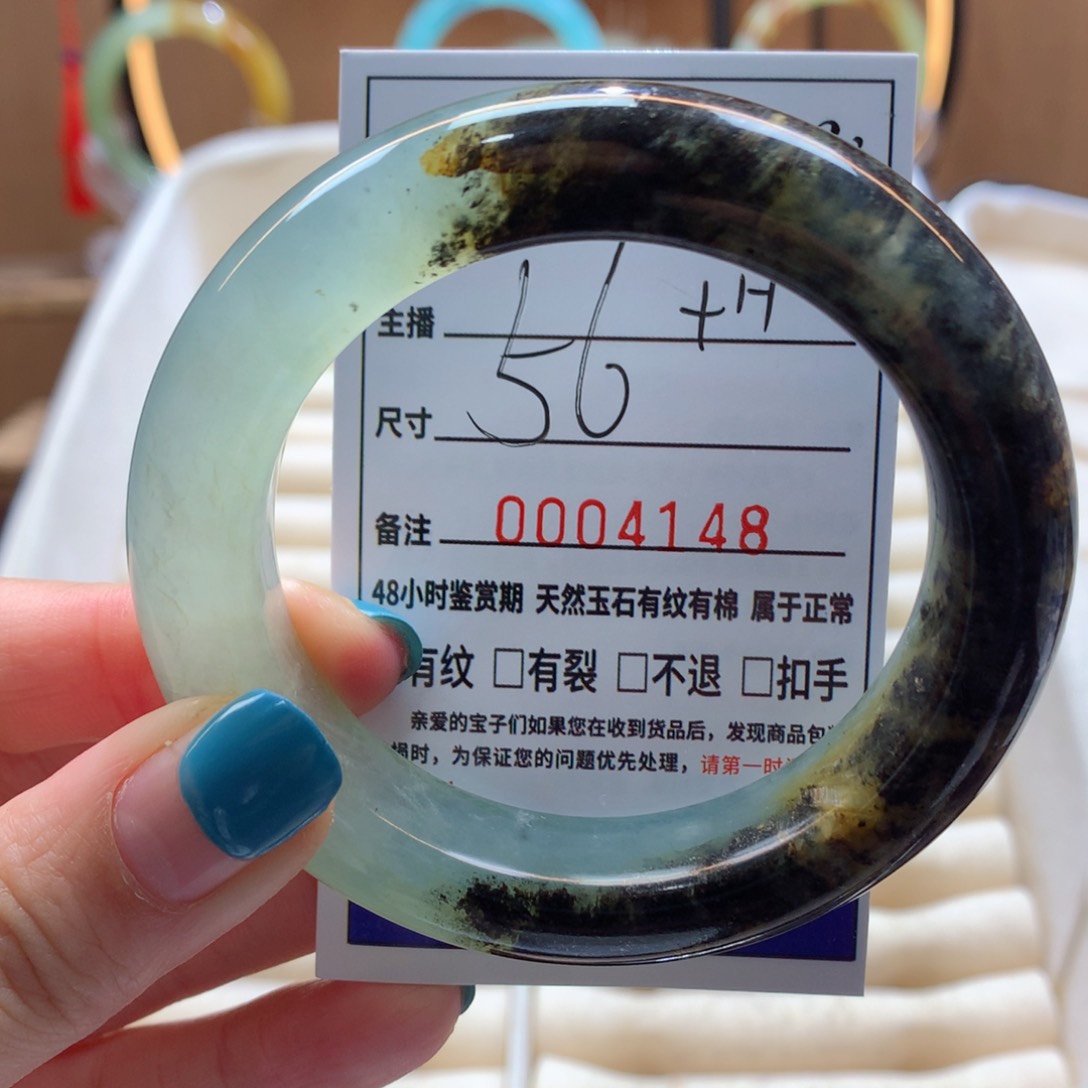 主播
+H
尺寸 56
备注 0004148
48小时鉴赏期 天然玉石有纹有棉 属于正常
有纹 □有裂 □不退 □扣手
亲爱的宝子们如果您在收到货品后，发现商品包
损时，为保证您的问题优先处理，请第一时